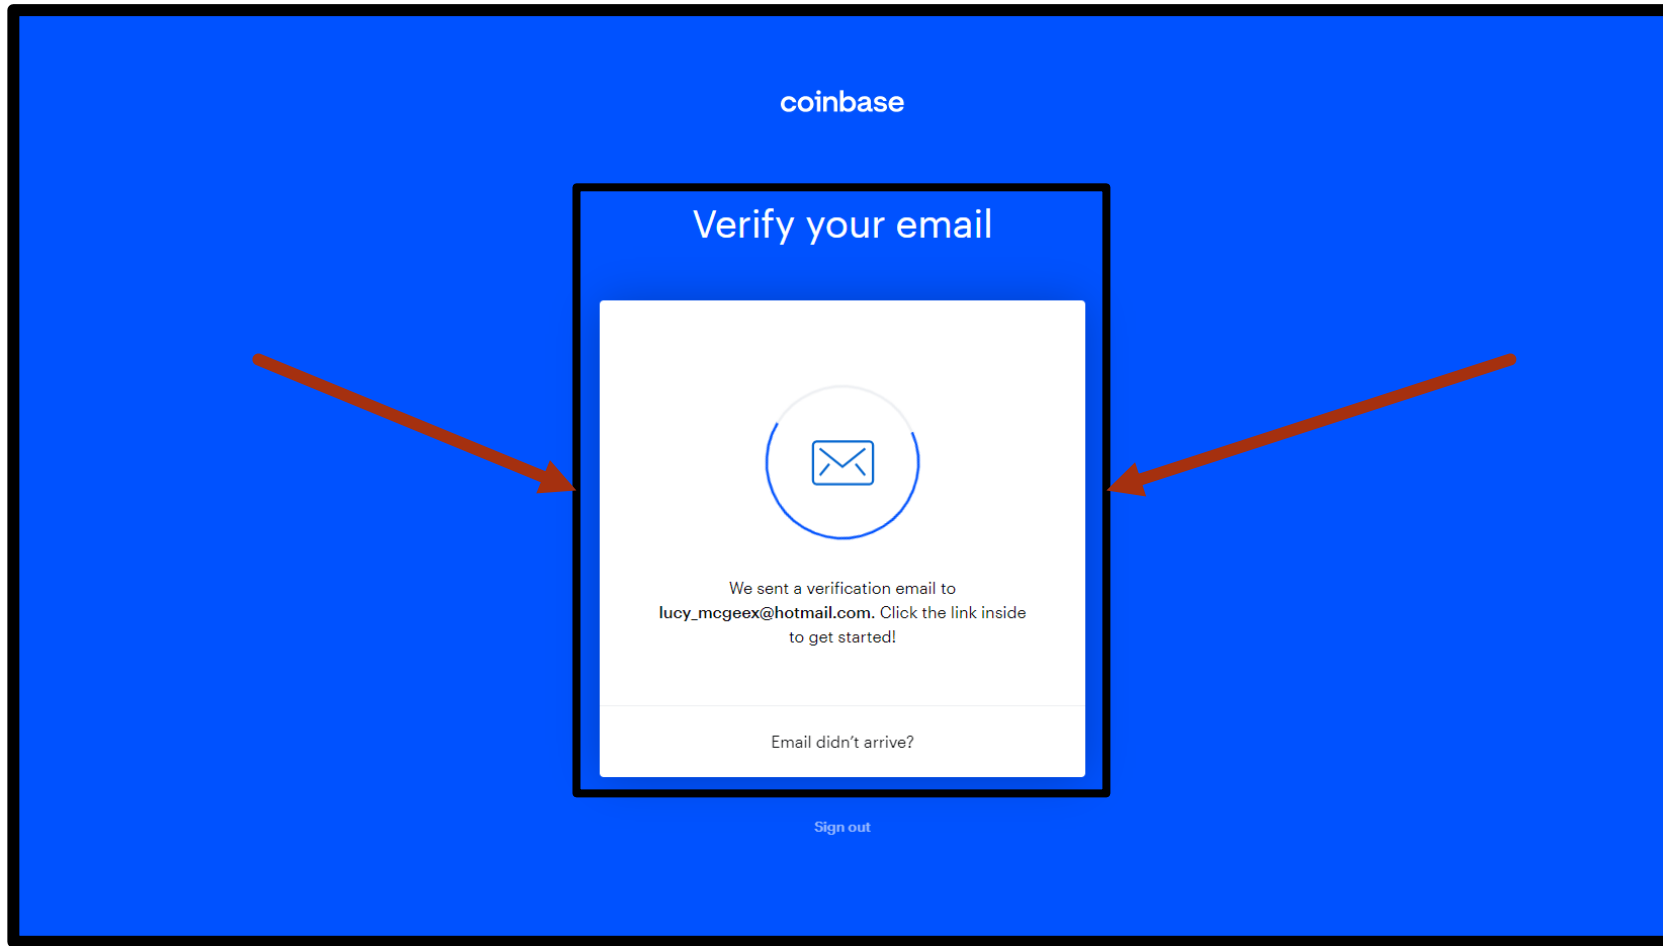 coinbase
Verify your email
We sent a verification email to
lucy_mcgeex@hotmail.com. Click the link inside
to get started!
Email didn’t arrive?
Sign out